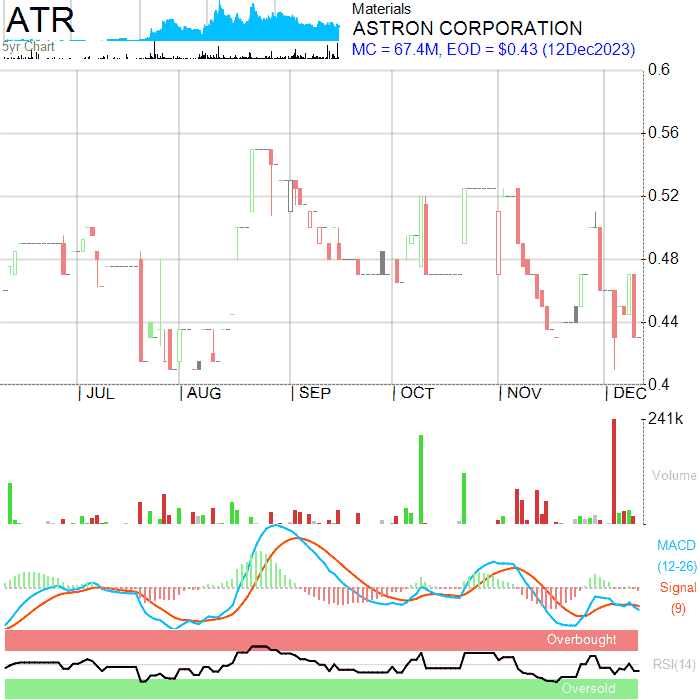 ATR
Materials
ASTRON CORPORATION
MC = 67.4M, EOD = $0.43 (12Dec2023)
5yr Chart
0.6
0.56
0.52
0.48
0.44
0.4
JUL AUG SEP OCT NOV DEC
241k
Volume
MACD
(12-26)
Signal
(9)
Overbought
RSI(14)
Oversold